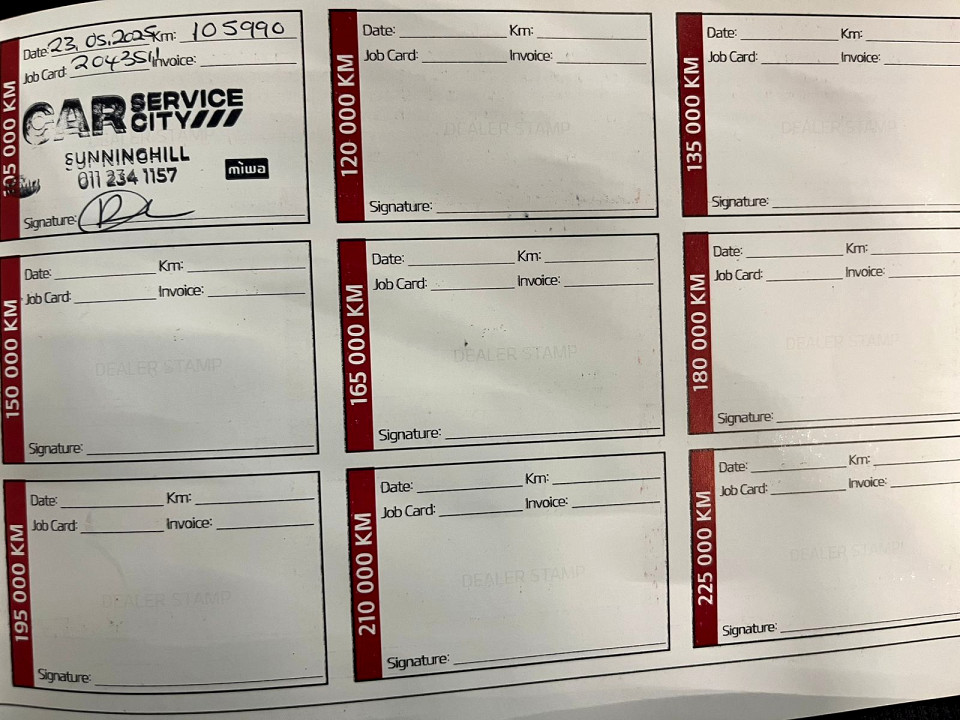 105 000 KM
Date: 23.05.2025 Km: 105990
Job Card: 204351 Invoice:
CAR SERVICE CITY
SUNNINGHILL
011 234 1157
miwa
Signature:
120 000 KM
Date: Km:
Job Card: Invoice:
DEALER STAMP
Signature:
135 000 KM
Date: Km:
Job Card: Invoice:
DEALER STAMP
Signature:
150 000 KM
Date: Km:
Job Card: Invoice:
DEALER STAMP
Signature:
165 000 KM
Date: Km:
Job Card: Invoice:
DEALER STAMP
Signature:
180 000 KM
Date: Km:
Job Card: Invoice:
DEALER STAMP
Signature:
195 000 KM
Date: Km:
Job Card: Invoice:
DEALER STAMP
Signature:
210 000 KM
Date: Km:
Job Card: Invoice:
DEALER STAMP
Signature:
225 000 KM
Date: Km:
Job Card: Invoice:
DEALER STAMP
Signature: